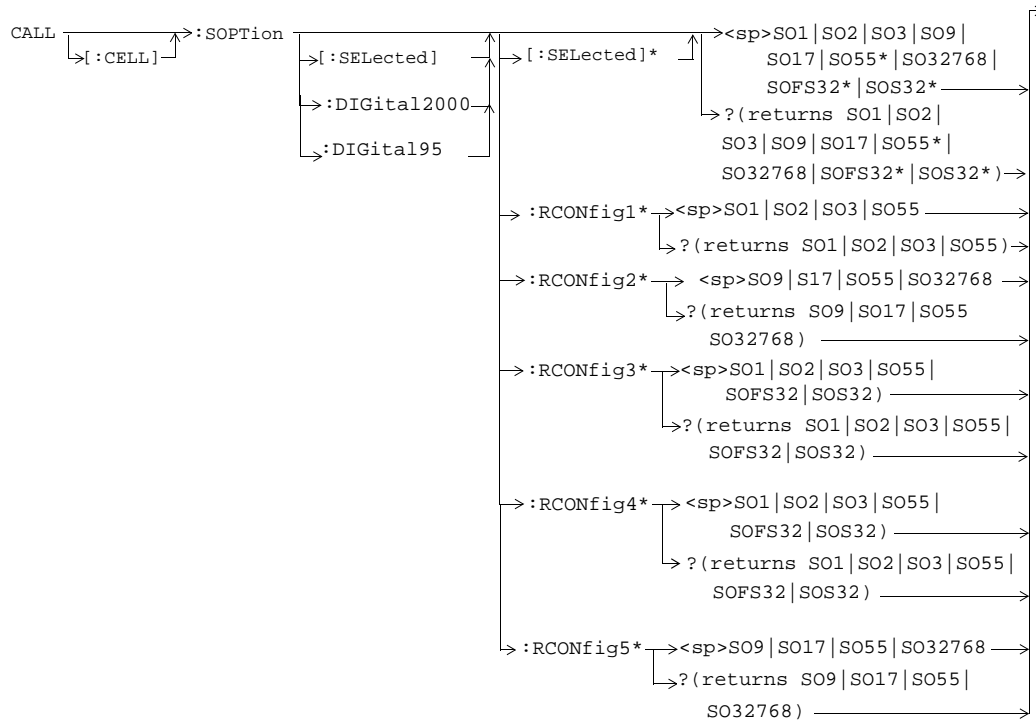 CALL :SOPTion <sp>SO1|SO2|SO3|SO9|
[:CELL] [:SELected] [:SELected]* SO17|SO55*|SO32768|
SOFS32*|SOS32*
:DIGital2000 ?(returns SO1|SO2|
:DIGital95 SO3|SO9|SO17|SO55*|
SO32768|SOFS32*|SOS32*)
:RCONfig1* <sp>SO1|SO2|SO3|SO55
?(returns SO1|SO2|SO3|SO55)
:RCONfig2* <sp>SO9|S17|SO55|SO32768
?(returns SO9|SO17|SO55
SO32768)
:RCONfig3* <sp>SO1|SO2|SO3|SO55|
SOFS32|SOS32)
?(returns SO1|SO2|SO3|SO55|
SOFS32|SOS32)
:RCONfig4* <sp>SO1|SO2|SO3|SO55|
SOFS32|SOS32)
?(returns SO1|SO2|SO3|SO55|
SOFS32|SOS32)
:RCONfig5* <sp>SO9|SO17|SO55|SO32768
?(returns SO9|SO17|SO55|
SO32768)